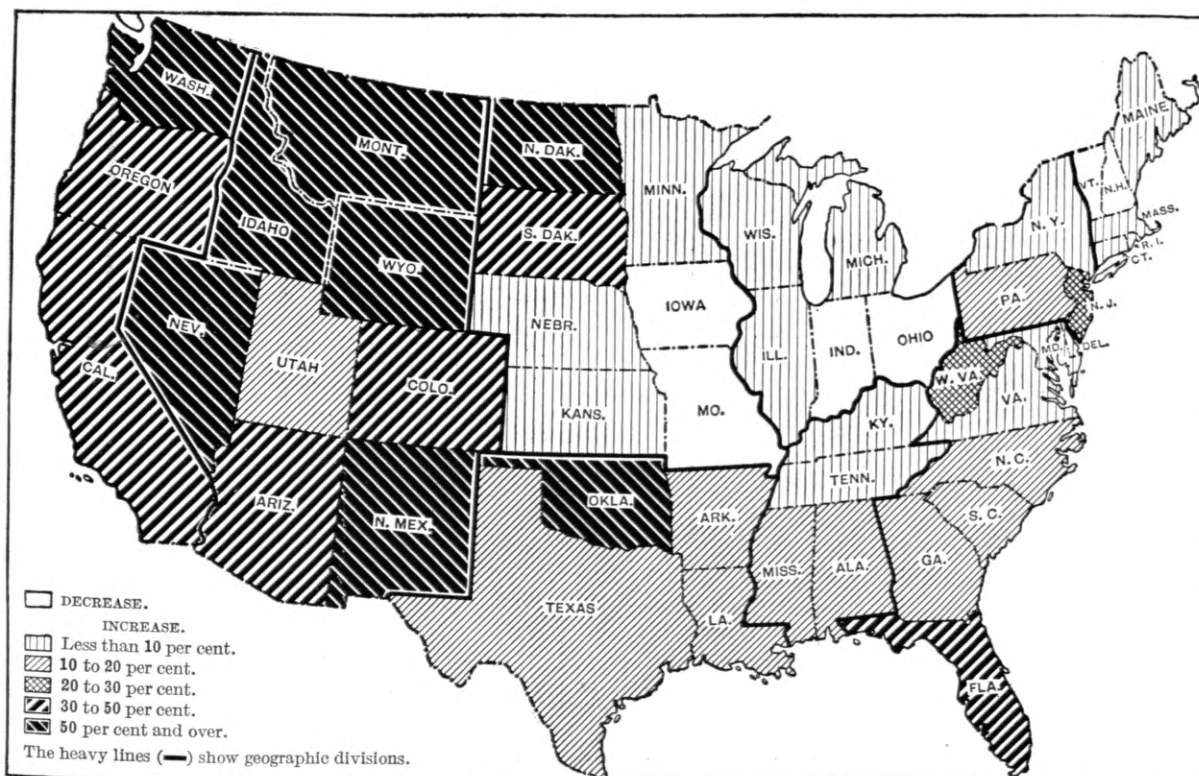 WASH.
MONT.
N. DAK.
MINN.
MAINE
OREGON
IDAHO
S. DAK.
WIS.
VT.
N.H.
MASS.
N. Y.
R. I.
CT.
WYO.
MICH.
IOWA
PA.
N. J.
NEV.
NEBR.
ILL.
IND.
OHIO
MD.
DEL.
UTAH
COLO.
W. VA.
CAL.
KANS.
MO.
KY.
VA.
TENN.
N. C.
ARIZ.
N. MEX.
OKLA.
ARK.
S. C.
MISS.
ALA.
GA.
TEXAS
LA.
FLA.
DECREASE.
INCREASE.
Less than 10 per cent.
10 to 20 per cent.
20 to 30 per cent.
30 to 50 per cent.
50 per cent and over.
The heavy lines (━) show geographic divisions.